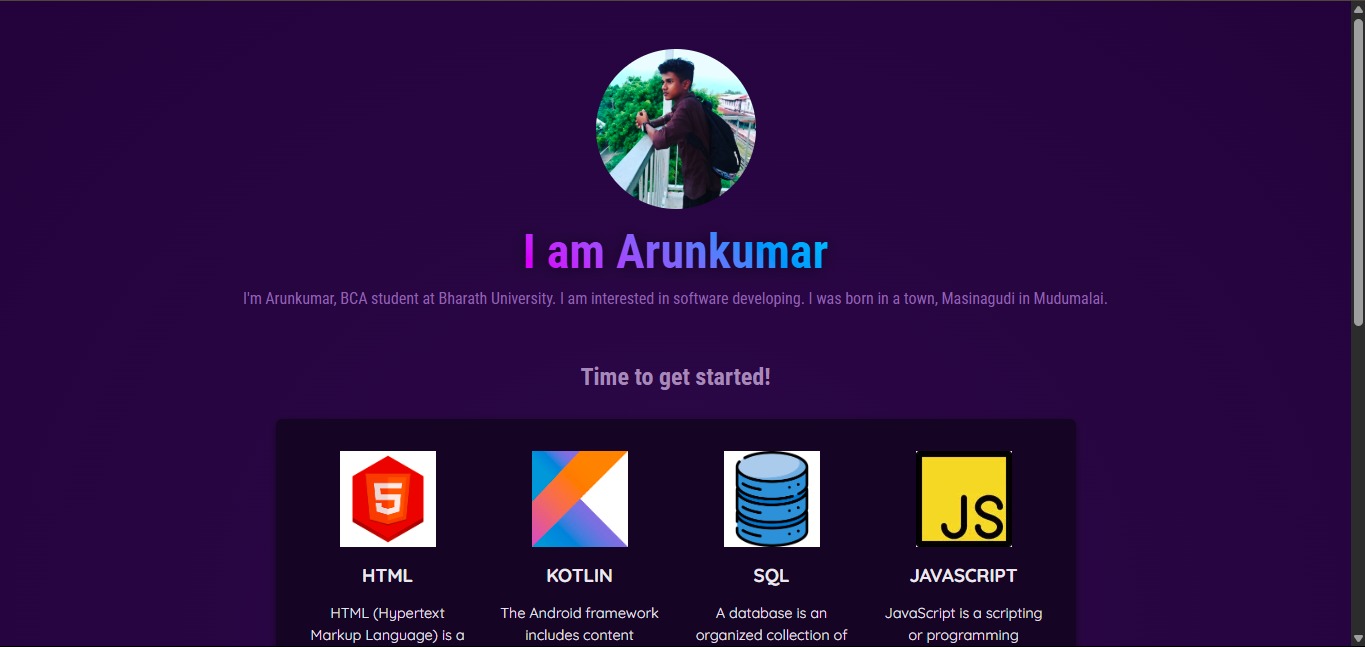 I am Arunkumar
I'm Arunkumar, BCA student at Bharath University. I am interested in software developing. I was born in a town, Masinagudi in Mudumalai.
Time to get started!
5
JS
HTML
KOTLIN
SQL
JAVASCRIPT
HTML (Hypertext
Markup Language) is a
The Android framework
includes content
A database is an
organized collection of
JavaScript is a scripting
or programming